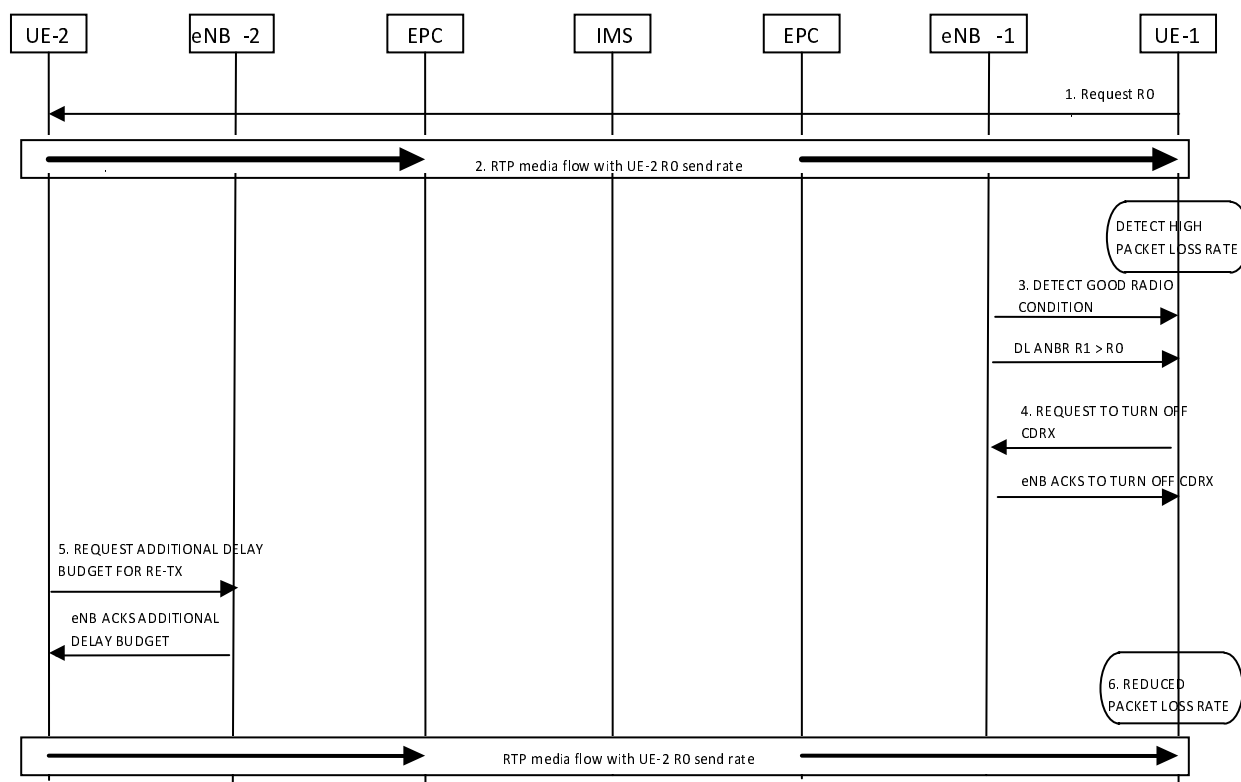 UE-2 eNB -2 EPC IMS EPC eNB -1 UE-1
1. Request R0
2. RTP media flow with UE-2 R0 send rate
DETECT HIGH
PACKET LOSS RATE
3. DETECT GOOD RADIO
CONDITION
DL ANBR R1 > R0
4. REQUEST TO TURN OFF
CDRX
eNB ACKS TO TURN OFF CDRX
5. REQUEST ADDITIONAL DELAY
BUDGET FOR RE-TX
eNB ACKS ADDITIONAL
DELAY BUDGET
6. REDUCED
PACKET LOSS RATE
RTP media flow with UE-2 R0 send rate